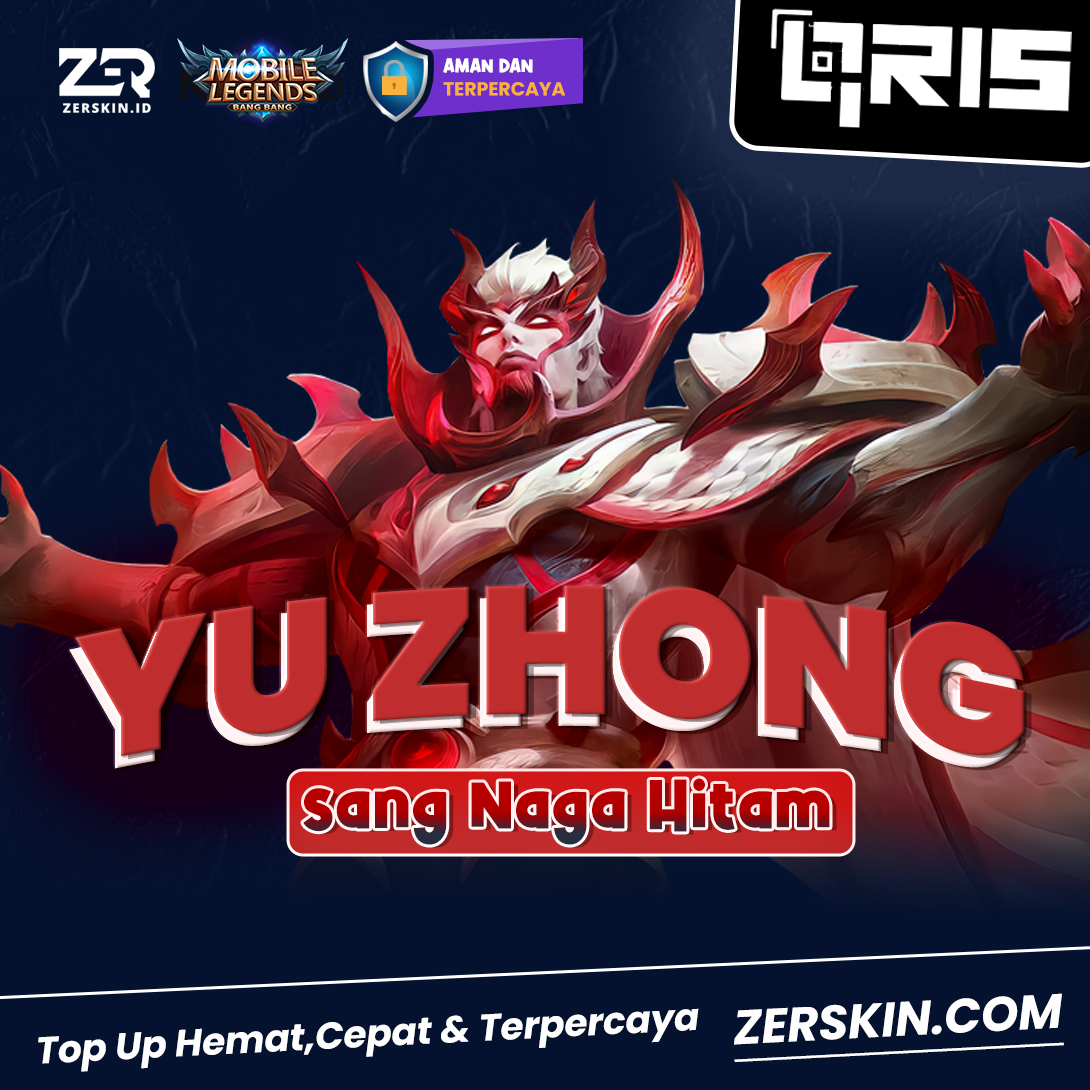 ZER
ZERSKIN.ID
MOBILE
LEGENDS
BANG BANG
AMAN DAN
TERPERCAYA
QRIS
YU ZHONG
Sang Naga Hitam
Top Up Hemat,Cepat & Terpercaya
ZERSKIN.COM